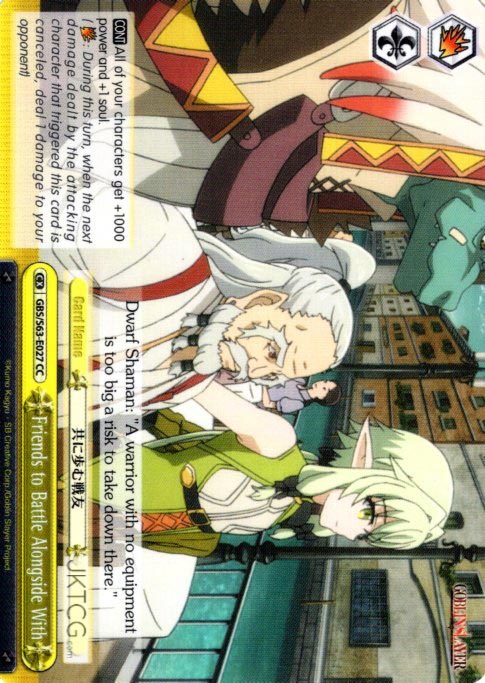 GOBLIN SLAYER
CONT All of your characters get +1000
power and +1 soul.
( : During this turn, when the next
damage dealt by the attacking
character that triggered this card is
canceled, deal 1 damage to your
opponent)
Dwarf Shaman: "A warrior with no equipment
is too big a risk to take down there."
Card Name
共に歩む戦友
JKTCG.com
CX
GBS/S63-E027 CC
Friends to Battle Alongside With
©Kumo Kagyu・SB Creative Corp./Goblin Slayer Project.